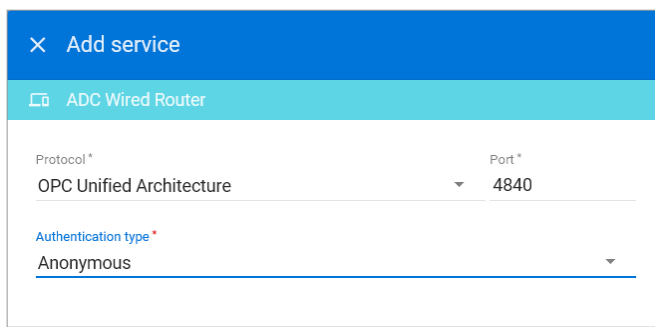 Add service
ADC Wired Router
Protocol * Port *
OPC Unified Architecture 4840
Authentication type *
Anonymous